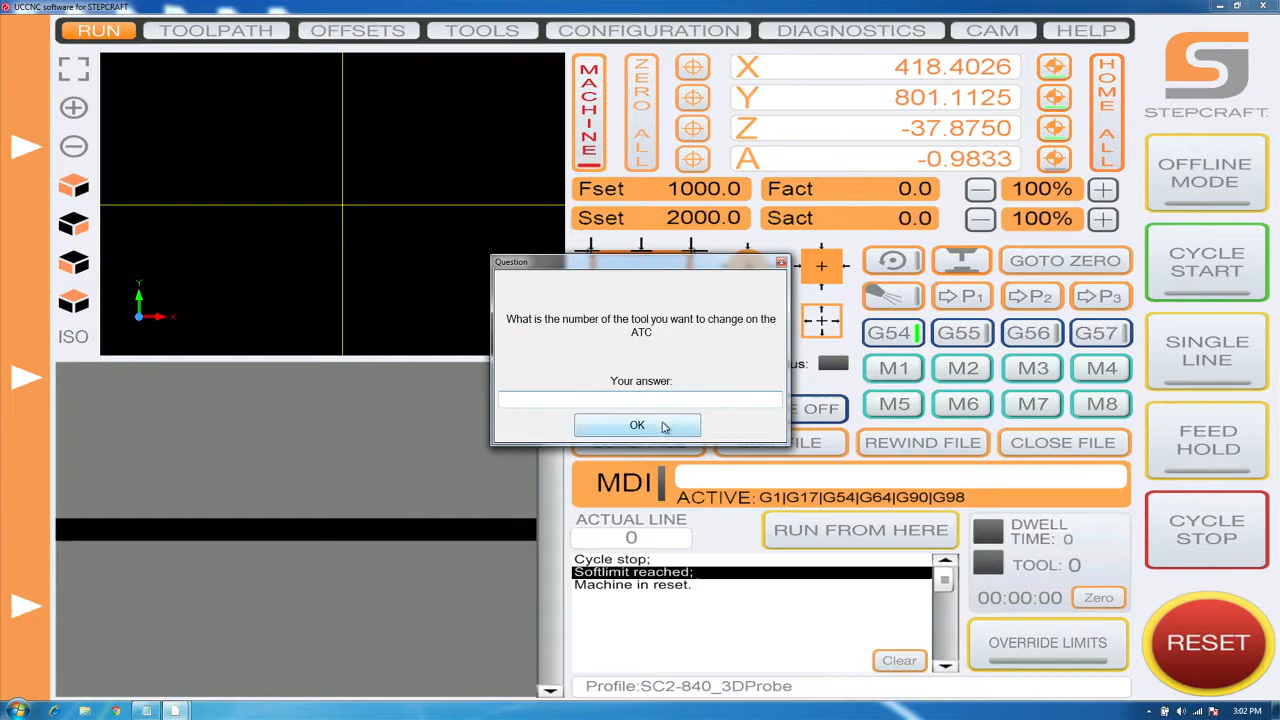 UCCNC software for STEPCRAFT
RUN
TOOLPATH
OFFSETS
TOOLS
CONFIGURATION
DIAGNOSTICS
CAM
HELP
MACHINE
ZERO ALL
X 418.4026
Y 801.1125
Z -37.8750
A -0.9833
HOME ALL
STEPCRAFT.
Fset 1000.0
Fact 0.0
100%
Sset 2000.0
Sact 0.0
100%
OFFLINE
MODE
CYCLE
START
SINGLE
LINE
FEED
HOLD
CYCLE
STOP
RESET
Y
X
ISO
Question
What is the number of the tool you want to change on the
ATC
Your answer:
OK
GOTO ZERO
P1
P2
P3
G54
G55
G56
G57
us:
M1
M2
M3
M4
E OFF
M5
M6
M7
M8
FILE
REWIND FILE
CLOSE FILE
MDI
ACTIVE: G1|G17|G54|G64|G90|G98
ACTUAL LINE
0
RUN FROM HERE
DWELL
TIME: 0
TOOL: 0
00:00:00
Zero
Cycle stop;
Softlimit reached;
Machine in reset.
Clear
OVERRIDE LIMITS
Profile:SC2-840_3DProbe
3:02 PM